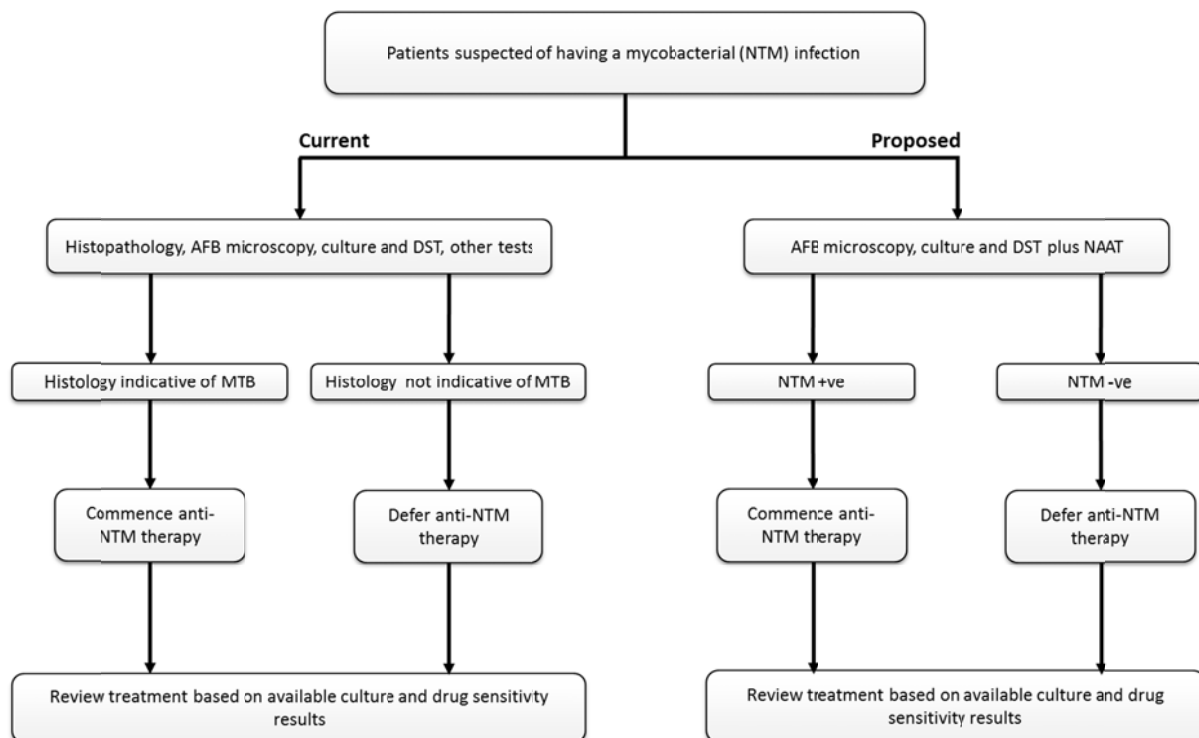 Patients suspected of having a mycobacterial (NTM) infection
Current
Proposed
Histopathology, AFB microscopy, culture and DST, other tests
AFB microscopy, culture and DST plus NAAT
Histology indicative of MTB
Histology not indicative of MTB
NTM +ve
NTM -ve
Commence anti-
NTM therapy
Defer anti-NTM
therapy
Commence anti-
NTM therapy
Defer anti-NTM
therapy
Review treatment based on available culture and drug sensitivity
results
Review treatment based on available culture and drug
sensitivity results